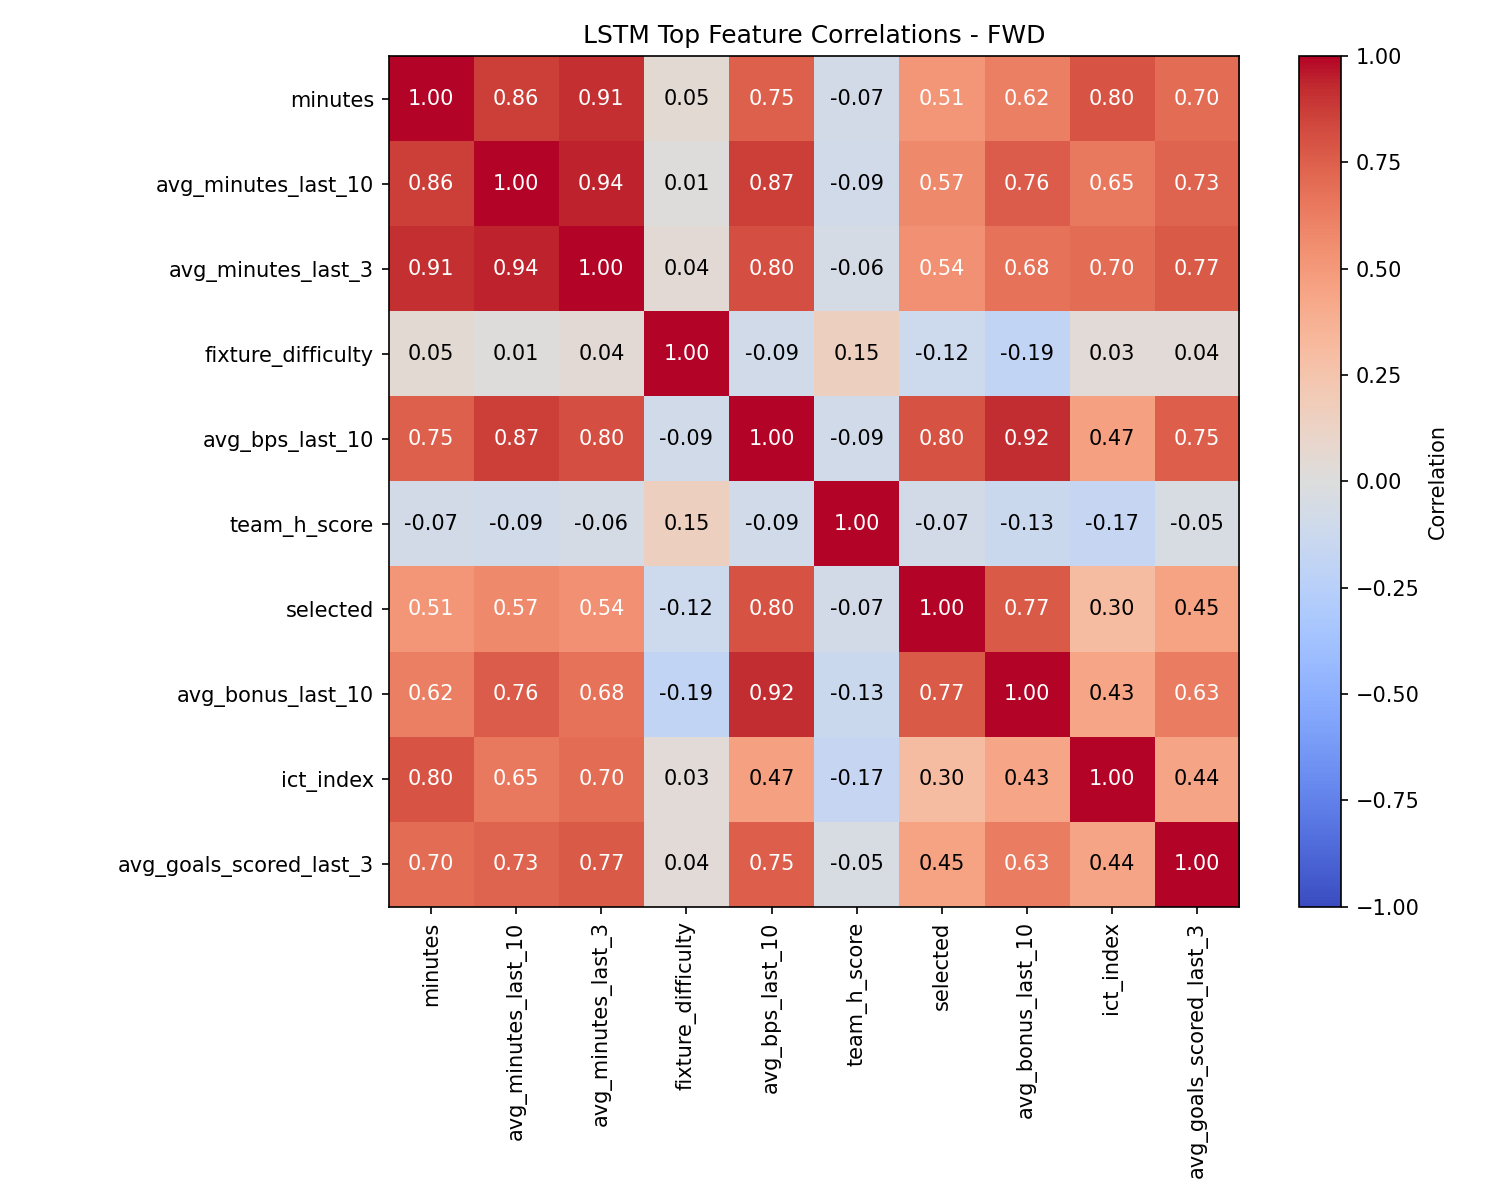 LSTM Top Feature Correlations - FWD
minutes 1.00 0.86 0.91 0.05 0.75 -0.07 0.51 0.62 0.80 0.70
avg_minutes_last_10 0.86 1.00 0.94 0.01 0.87 -0.09 0.57 0.76 0.65 0.73
avg_minutes_last_3 0.91 0.94 1.00 0.04 0.80 -0.06 0.54 0.68 0.70 0.77
fixture_difficulty 0.05 0.01 0.04 1.00 -0.09 0.15 -0.12 -0.19 0.03 0.04
avg_bps_last_10 0.75 0.87 0.80 -0.09 1.00 -0.09 0.80 0.92 0.47 0.75
team_h_score -0.07 -0.09 -0.06 0.15 -0.09 1.00 -0.07 -0.13 -0.17 -0.05
selected 0.51 0.57 0.54 -0.12 0.80 -0.07 1.00 0.77 0.30 0.45
avg_bonus_last_10 0.62 0.76 0.68 -0.19 0.92 -0.13 0.77 1.00 0.43 0.63
ict_index 0.80 0.65 0.70 0.03 0.47 -0.17 0.30 0.43 1.00 0.44
avg_goals_scored_last_3 0.70 0.73 0.77 0.04 0.75 -0.05 0.45 0.63 0.44 1.00
minutes
avg_minutes_last_10
avg_minutes_last_3
fixture_difficulty
avg_bps_last_10
team_h_score
selected
avg_bonus_last_10
ict_index
avg_goals_scored_last_3
1.00
0.75
0.50
0.25
0.00
−0.25
−0.50
−0.75
−1.00
Correlation